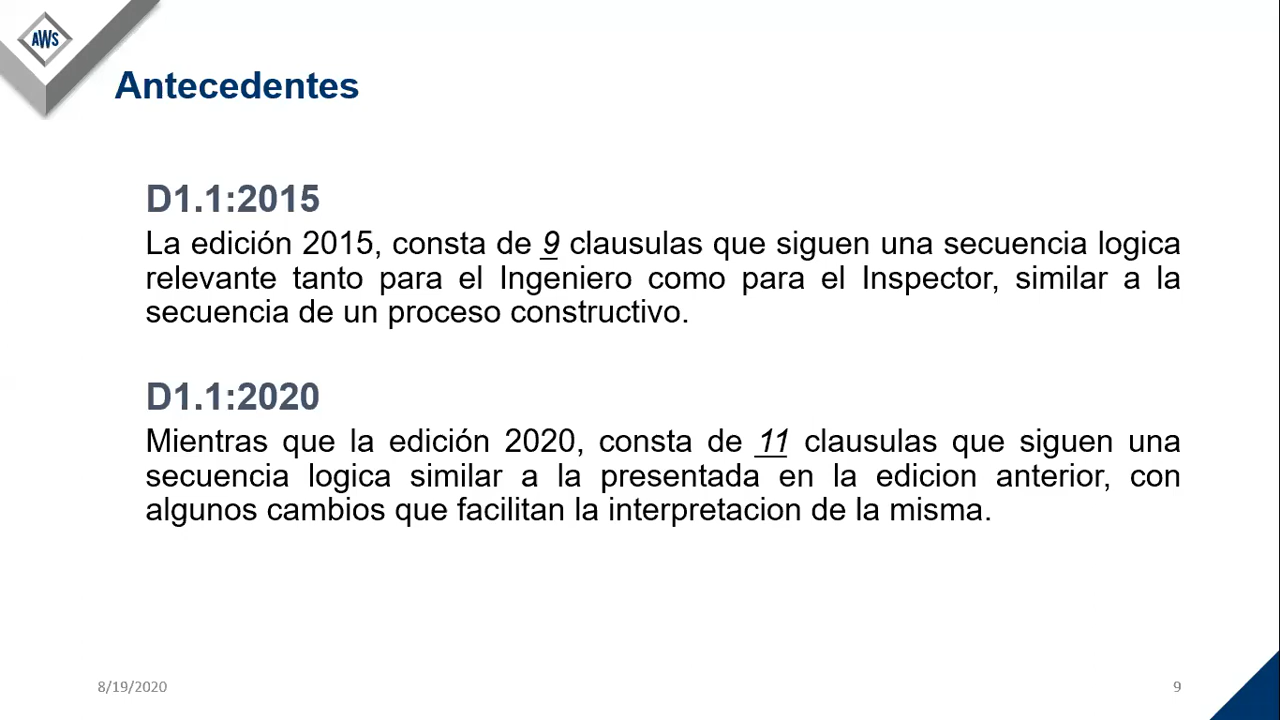 AWS
Antecedentes
D1.1:2015
La edición 2015, consta de 9 clausulas que siguen una secuencia logica
relevante tanto para el Ingeniero como para el Inspector, similar a la
secuencia de un proceso constructivo.
D1.1:2020
Mientras que la edición 2020, consta de 11 clausulas que siguen una
secuencia logica similar a la presentada en la edicion anterior, con
algunos cambios que facilitan la interpretacion de la misma.
8/19/2020
9